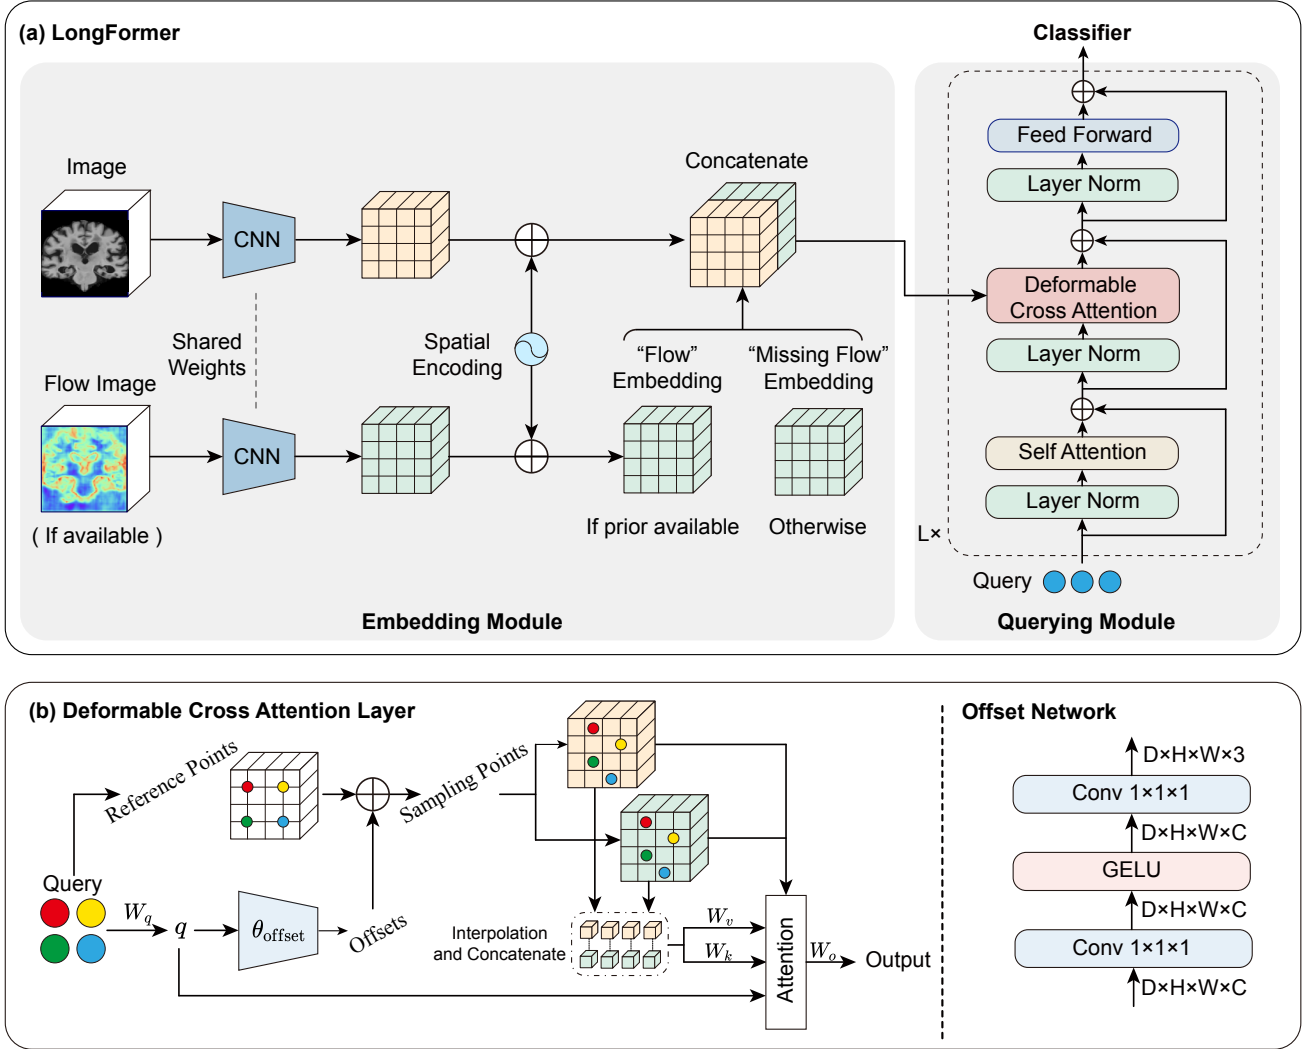 (a) LongFormer
Classifier
Image
Concatenate
CNN
Shared
Weights
Spatial
Encoding
“Flow”
Embedding
“Missing Flow”
Embedding
Flow Image
CNN
( If available )
If prior available
Otherwise
Embedding Module
Feed Forward
Layer Norm
Deformable
Cross Attention
Layer Norm
Self Attention
Layer Norm
L×
Query
Querying Module
(b) Deformable Cross Attention Layer
Reference Points
Sampling Points
Query
W_q
q
θ_offset
Offsets
Interpolation
and Concatenate
W_v
W_k
Attention
W_o
Output
Offset Network
D×H×W×3
Conv 1×1×1
D×H×W×C
GELU
D×H×W×C
Conv 1×1×1
D×H×W×C